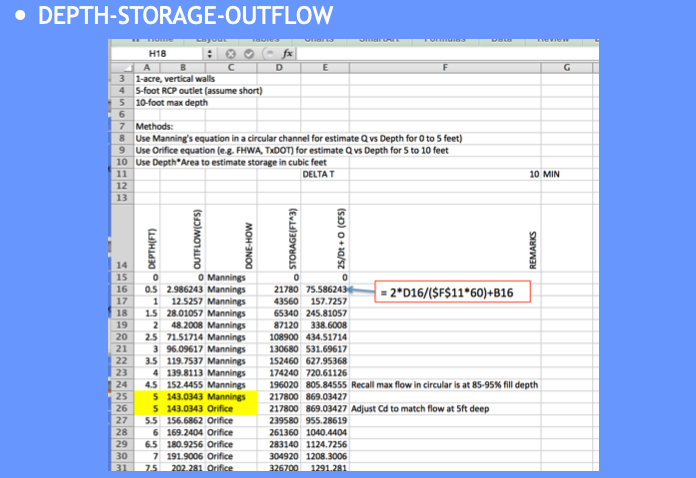 • DEPTH-STORAGE-OUTFLOW
H18 fx
A B C D E F G
3 1-acre, vertical walls
4 5-foot RCP outlet (assume short)
5 10-foot max depth
6
7 Methods:
8 Use Manning's equation in a circular channel for estimate Q vs Depth for 0 to 5 feet)
9 Use Orifice equation (e.g. FHWA, TxDOT) for estimate Q vs Depth for 5 to 10 feet
10 Use Depth*Area to estimate storage in cubic feet
11 DELTA T 10 MIN
12
13
14 DEPTH(FT) OUTFLOW(CFS) DONE-HOW STORAGE(FT^3) 2S/Dt + O (CFS) REMARKS
15 0 0 Mannings 0 0
16 0.5 2.986243 Mannings 21780 75.586243 = 2*D16/($F$11*60)+B16
17 1 12.5257 Mannings 43560 157.7257
18 1.5 28.01057 Mannings 65340 245.81057
19 2 48.2008 Mannings 87120 338.6008
20 2.5 71.51714 Mannings 108900 434.51714
21 3 96.09617 Mannings 130680 531.69617
22 3.5 119.7537 Mannings 152460 627.95368
23 4 139.8113 Mannings 174240 720.61126
24 4.5 152.4455 Mannings 196020 805.84555 Recall max flow in circular is at 85-95% fill depth
25 5 143.0343 Mannings 217800 869.03427
26 5 143.0343 Orifice 217800 869.03427 Adjust Cd to match flow at 5ft deep
27 5.5 156.6862 Orifice 239580 955.28619
28 6 169.2404 Orifice 261360 1040.4404
29 6.5 180.9256 Orifice 283140 1124.7256
30 7 191.9006 Orifice 304920 1208.3006
31 7.5 202.281 Orifice 326700 1291.281